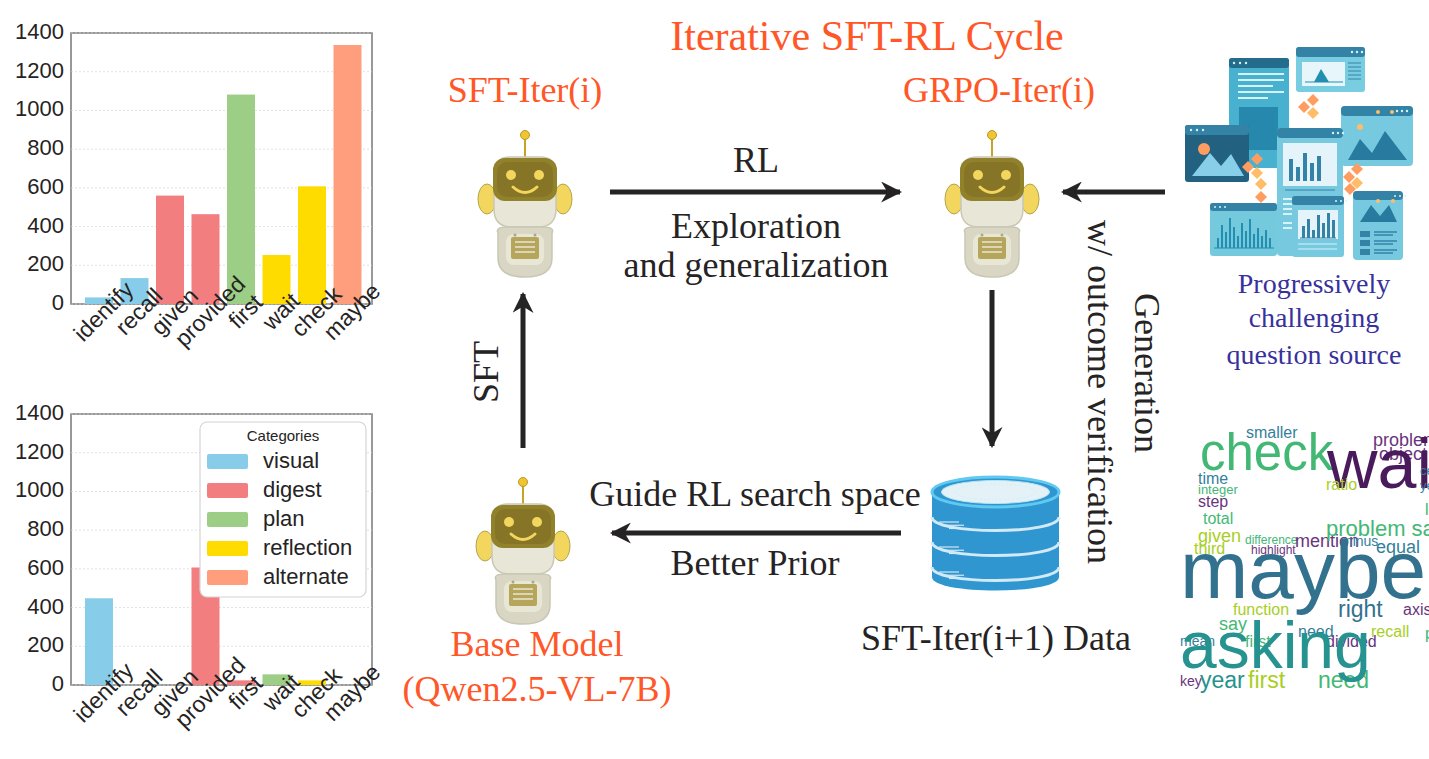 Iterative SFT-RL Cycle
SFT-Iter(i)
GRPO-Iter(i)
1400
1200
1000
800
600
400
200
0
identify
recall
given
provided
first
wait
check
maybe
RL
Exploration
and generalization
SFT
Generation
w/ outcome verification
Progressively
challenging
question source
1400
1200
1000
800
600
400
200
0
Categories
visual
digest
plan
reflection
alternate
identify
recall
given
provided
first
wait
check
maybe
Guide RL search space
Better Prior
Base Model
(Qwen2.5-VL-7B)
SFT-Iter(i+1) Data
smaller
check
time
integer
step
ratio
total
given
third
difference
highlight
mention
equal
maybe
function
right
say
mean
first
need
divided
recall
asking
key
year
first
need